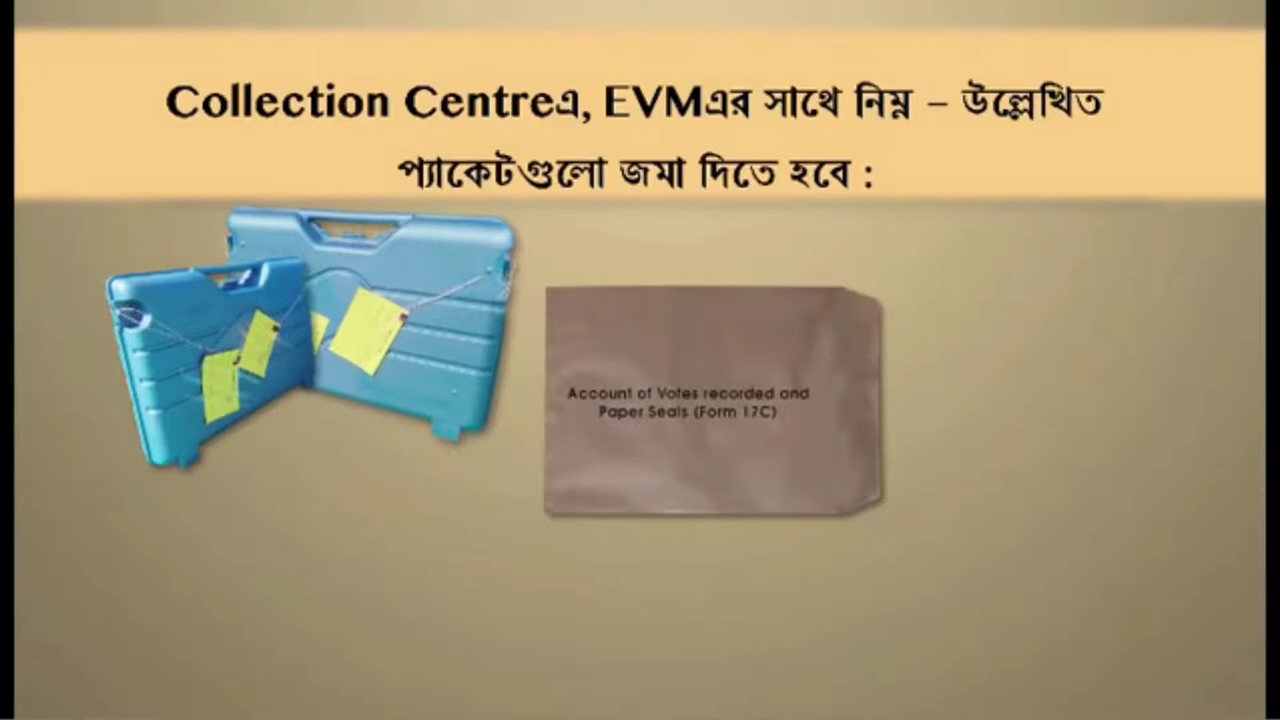 Collection Centreএ, EVMএর সাথে নিম্ন – উল্লেখিত
প্যাকেটগুলো জমা দিতে হবে :
Account of Votes recorded and
Paper Seals (Form 17C)